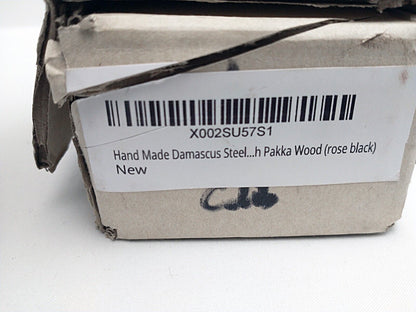 X002SU57S1
Hand Made Damascus Steel...h Pakka Wood (rose black)
New